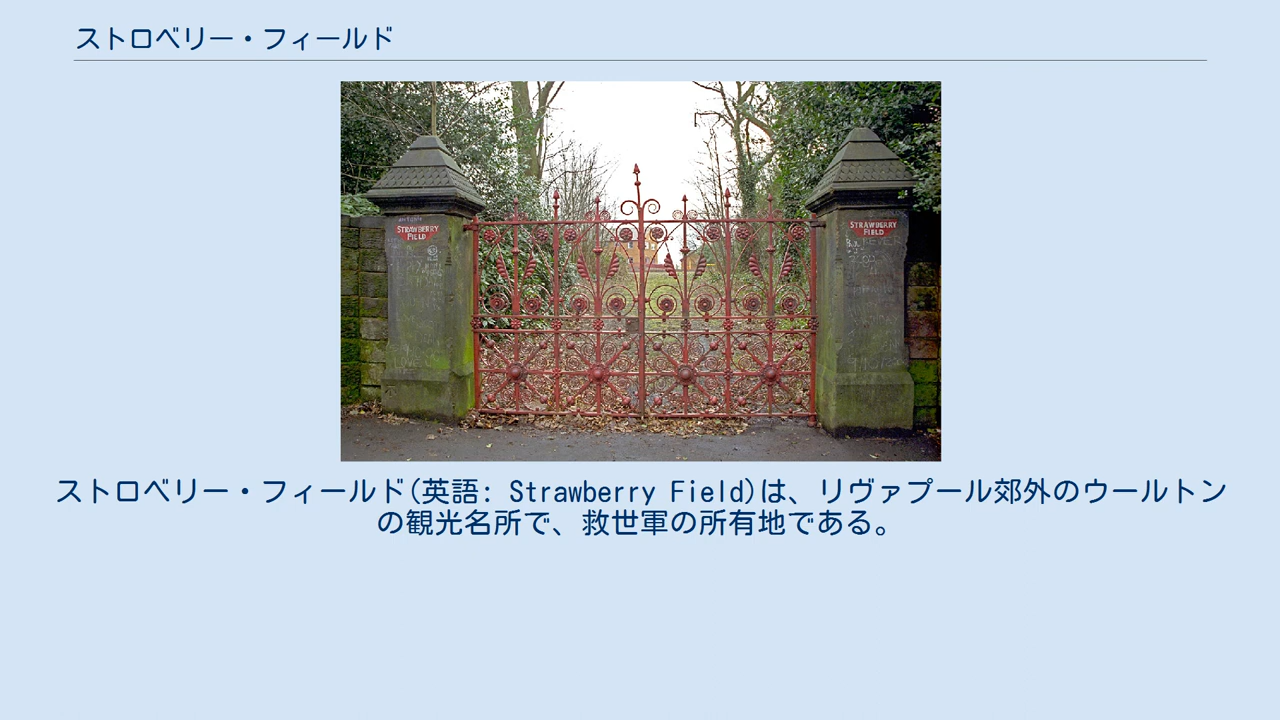 ストロベリー・フィールド
STRAWBERRY
FIELD
STRAWBERRY
FIELD
ストロベリー・フィールド(英語: Strawberry Field)は、リヴァプール郊外のウールトン
の観光名所で、救世軍の所有地である。